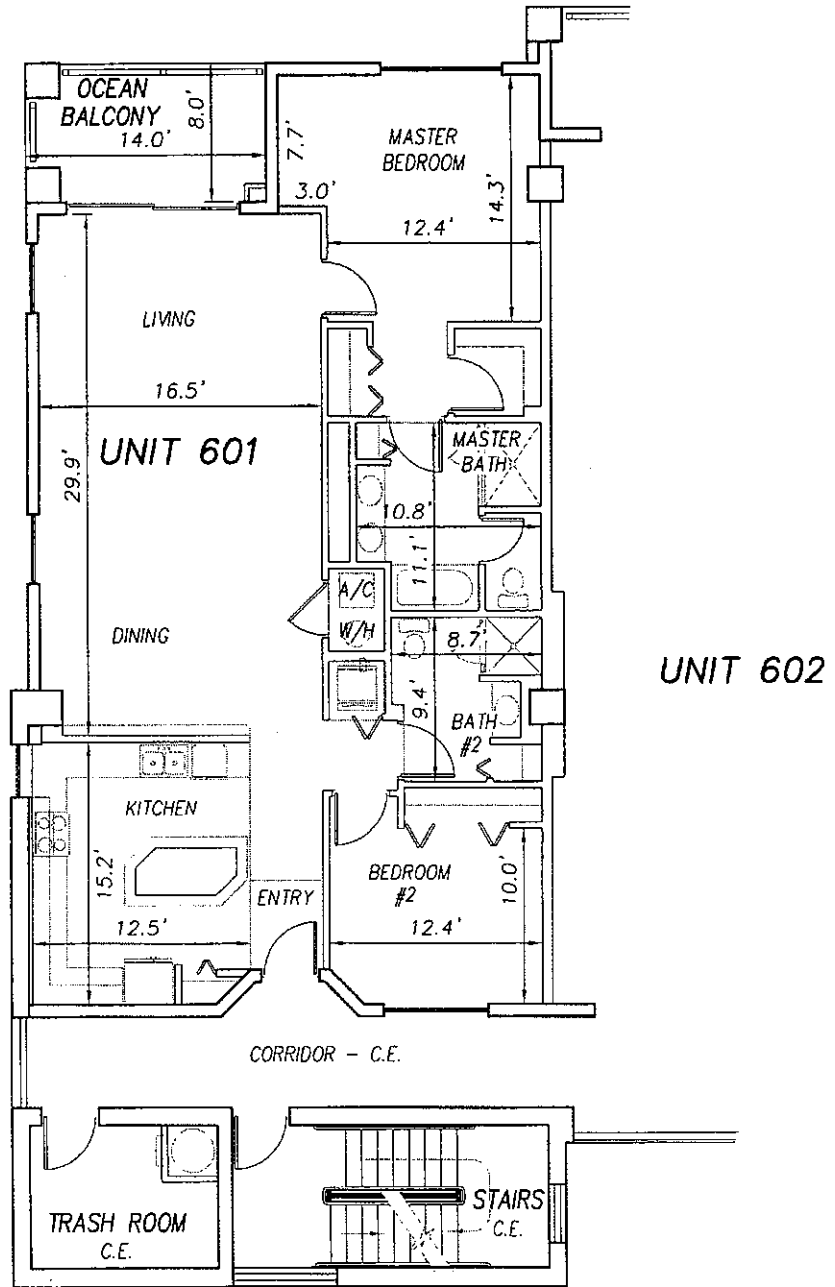 OCEAN
BALCONY
14.0'
8.0'
7.7'
3.0'
MASTER
BEDROOM
12.4'
14.3'
LIVING
16.5'
UNIT 601
29.9'
MASTER
BATH
10.8'
11.1'
A/C
W/H
DINING
8.7'
9.4'
BATH
#2
UNIT 602
KITCHEN
15.2'
12.5'
ENTRY
BEDROOM
#2
10.0'
12.4'
CORRIDOR - C.E.
TRASH ROOM
C.E.
STAIRS
C.E.